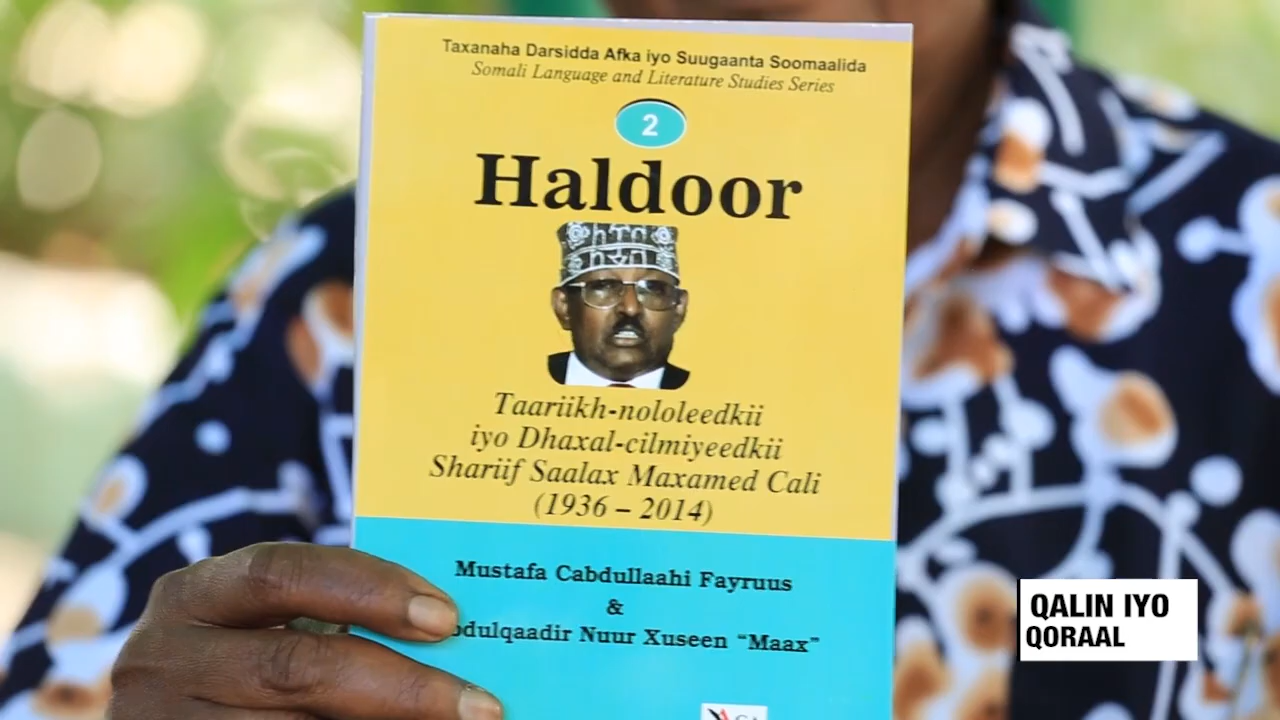 Taxanaha Darsidda Afka iyo Suugaanta Soomaalida
Somali Language and Literature Studies Series
2
Haldoor
Taariikh-nololeedkii
iyo Dhaxal-cilmiyeedkii
Shariif Saalax Maxamed Cali
(1936 – 2014)
Mustafa Cabdullaahi Fayruus
&
Nuur Xuseen “Maax”
QALIN IYO
QORAAL